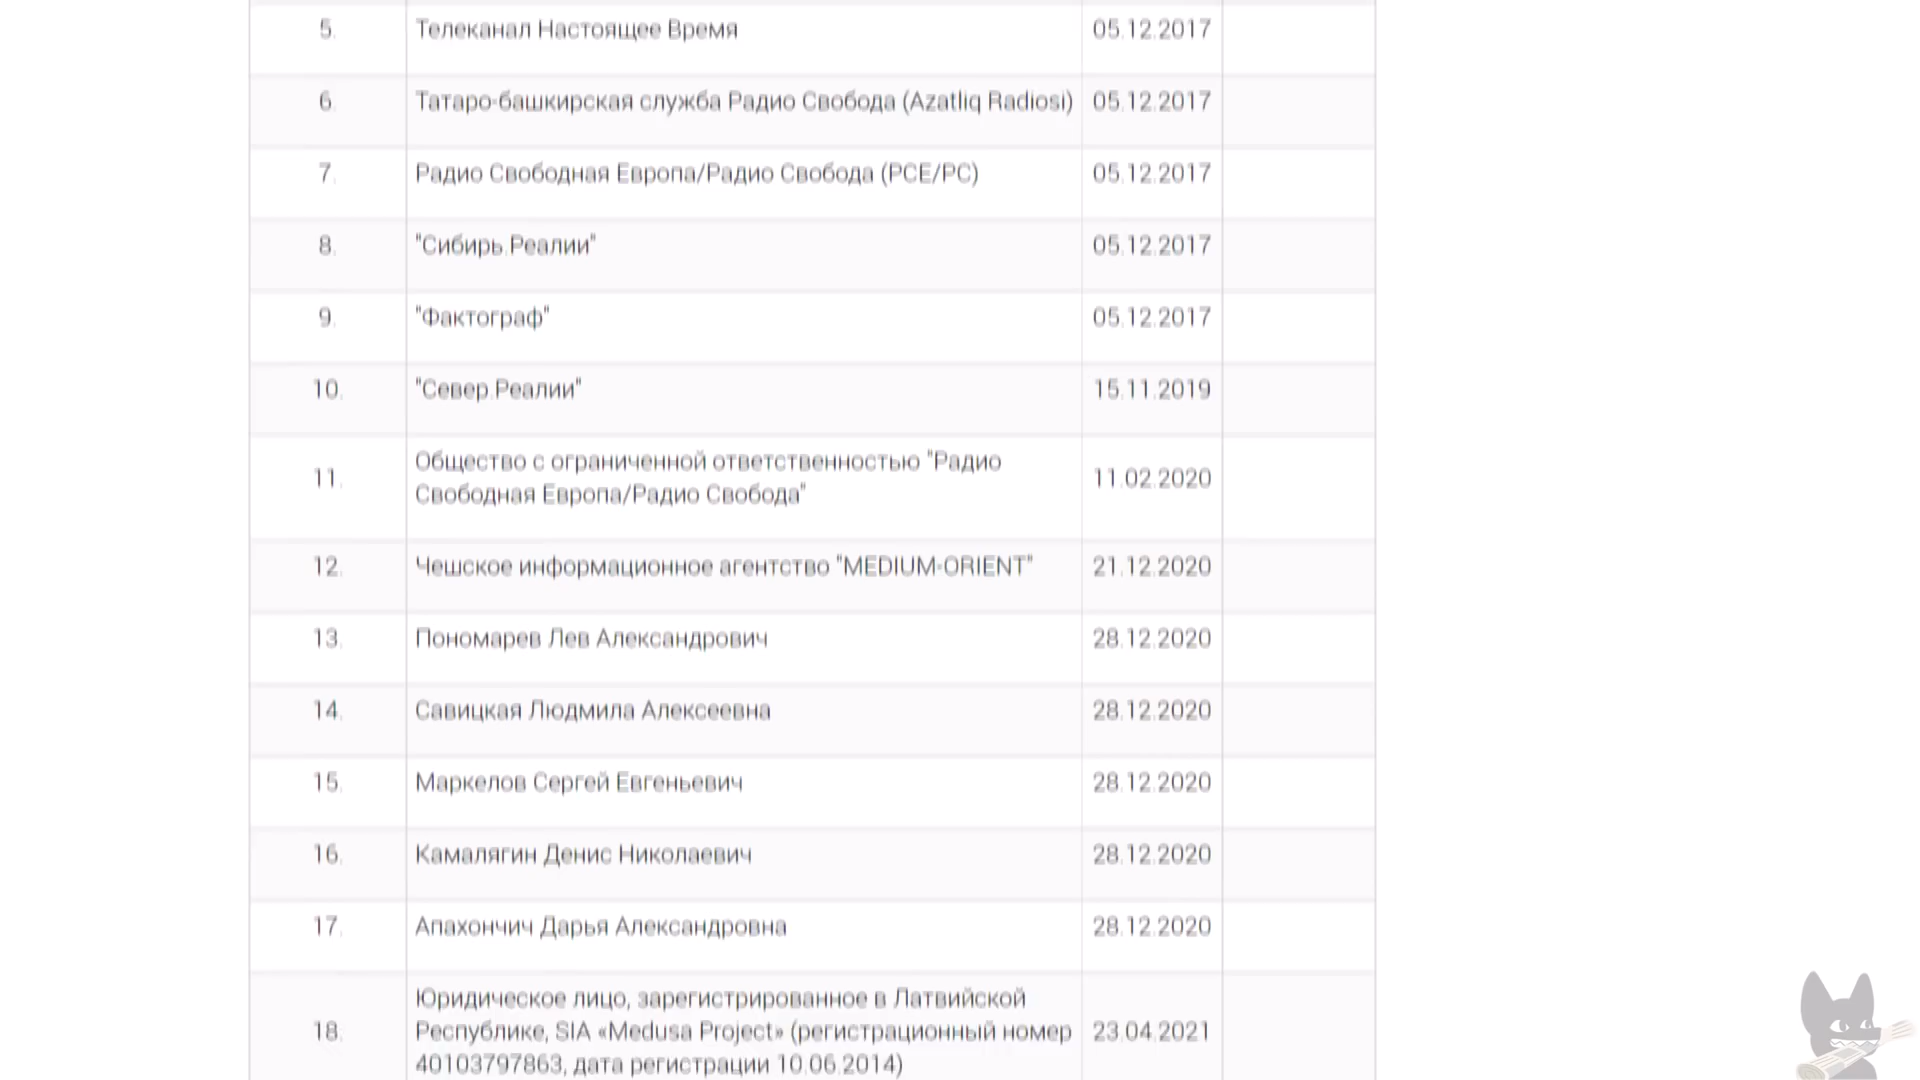 5. Телеканал Настоящее Время 05.12.2017
6. Татаро-башкирская служба Радио Свобода (Azatliq Radiosi) 05.12.2017
7. Радио Свободная Европа/Радио Свобода (PCE/PC) 05.12.2017
8. "Сибирь.Реалии" 05.12.2017
9. "Фактограф" 05.12.2017
10. "Север.Реалии" 15.11.2019
11. Общество с ограниченной ответственностью "Радио 11.02.2020
Свободная Европа/Радио Свобода"
12. Чешское информационное агентство "MEDIUM-ORIENT" 21.12.2020
13. Пономарев Лев Александрович 28.12.2020
14. Савицкая Людмила Алексеевна 28.12.2020
15. Маркелов Сергей Евгеньевич 28.12.2020
16. Камалягин Денис Николаевич 28.12.2020
17. Апахончич Дарья Александровна 28.12.2020
Юридическое лицо, зарегистрированное в Латвийской
18. Республике, SIA «Medusa Project» (регистрационный номер 23.04.2021
40103797863, дата регистрации 10.06.2014)